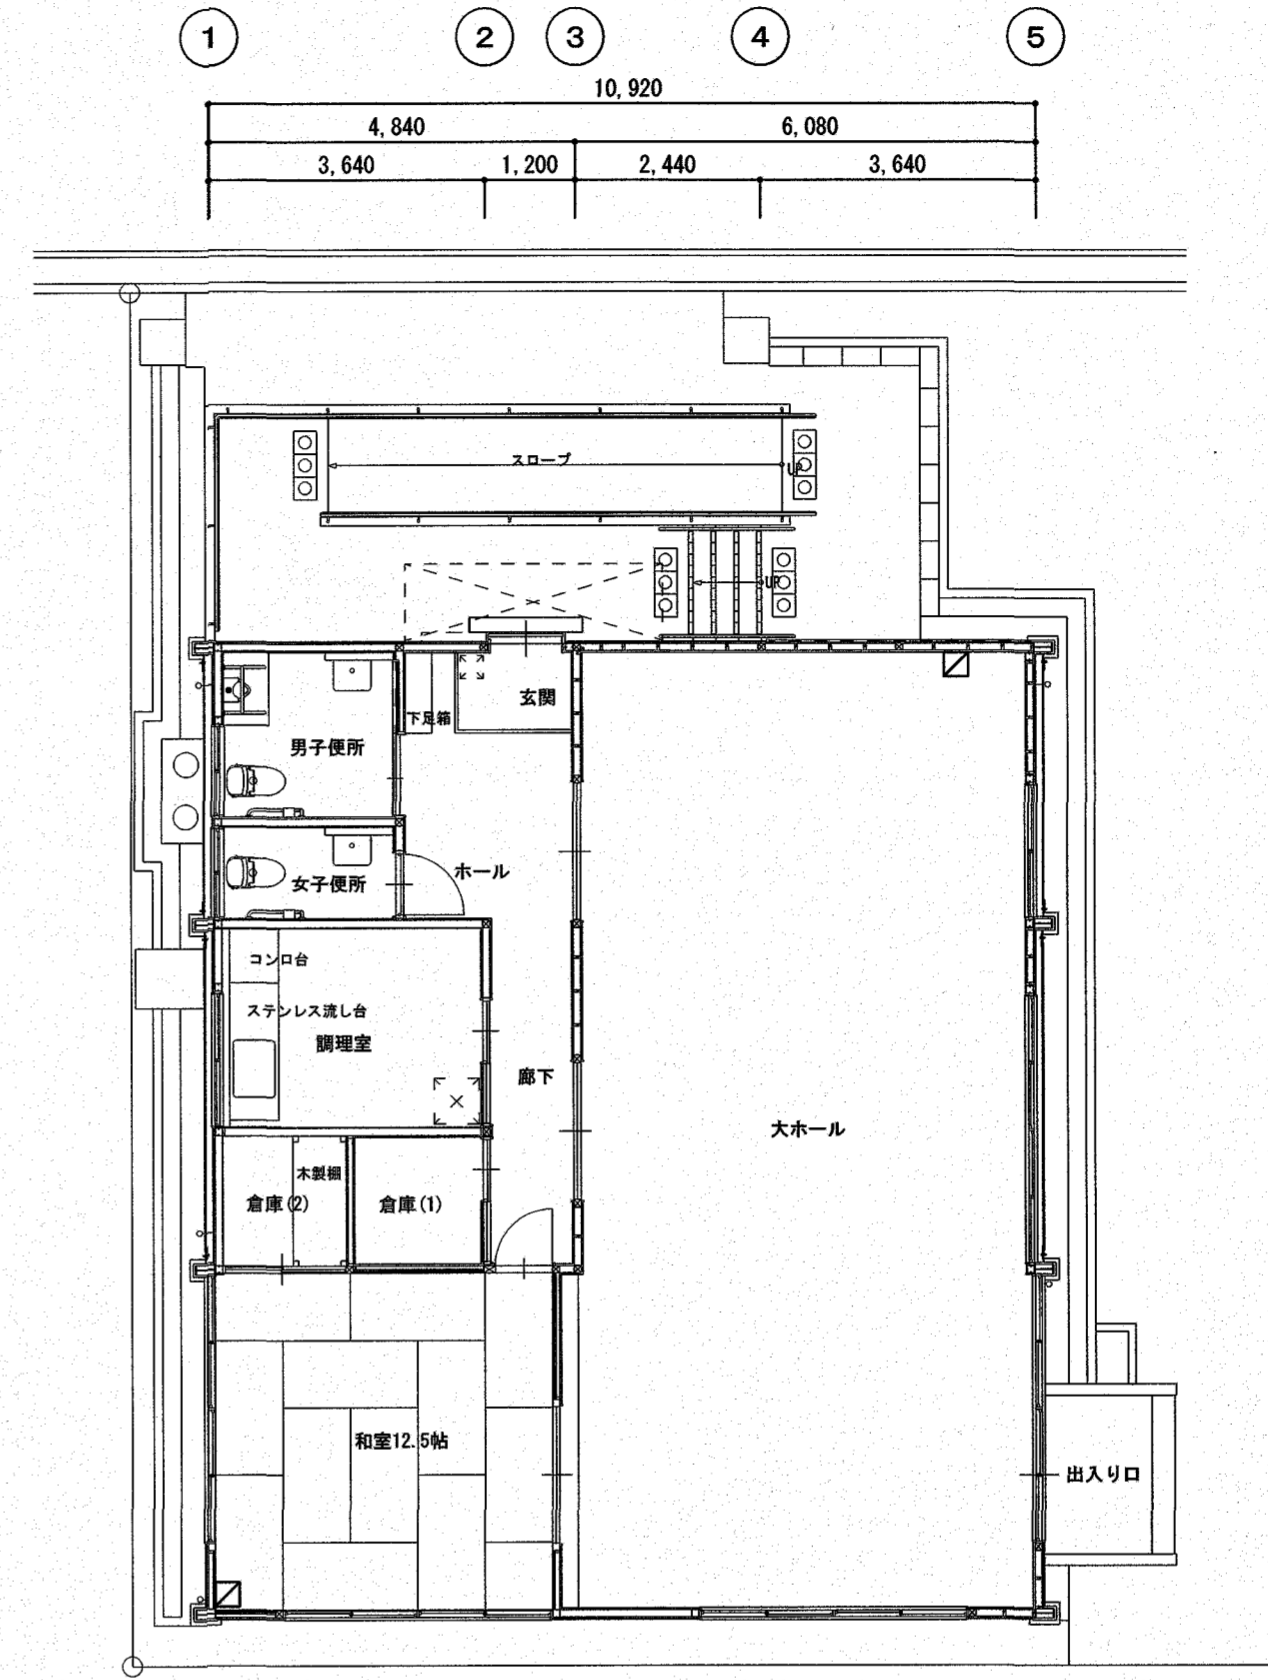 1 2 3 4 5
10,920
4,840 6,080
3,640 1,200 2,440 3,640
スロープ
UP
UP
玄関
下足箱
男子便所
ホール
女子便所
コンロ台
ステンレス流し台
調理室
廊下
大ホール
木製棚
倉庫(2) 倉庫(1)
和室12.5帖
出入り口